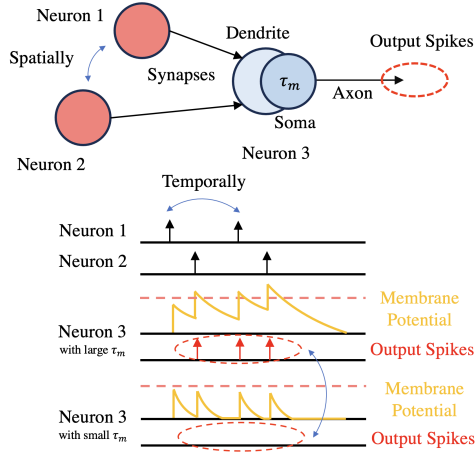 Neuron 1
Dendrite
Output Spikes
Spatially
Synapses
τm
Axon
Soma
Neuron 2
Neuron 3
Temporally
Neuron 1
Neuron 2
Membrane
Potential
Neuron 3
with large τm
Output Spikes
Membrane
Potential
Neuron 3
with small τm
Output Spikes